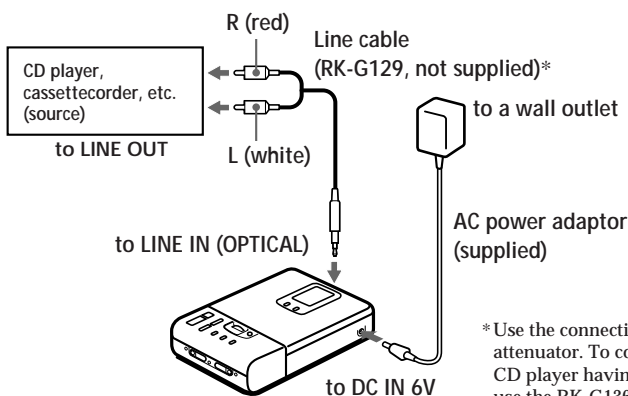 R (red)
Line cable
(RK-G129, not supplied)*
CD player,
cassettecorder, etc.
(source)
to LINE OUT
L (white)
to a wall outlet
AC power adaptor
(supplied)
to LINE IN (OPTICAL)
to DC IN 6V
*Use the connecti
attenuator. To co
CD player having